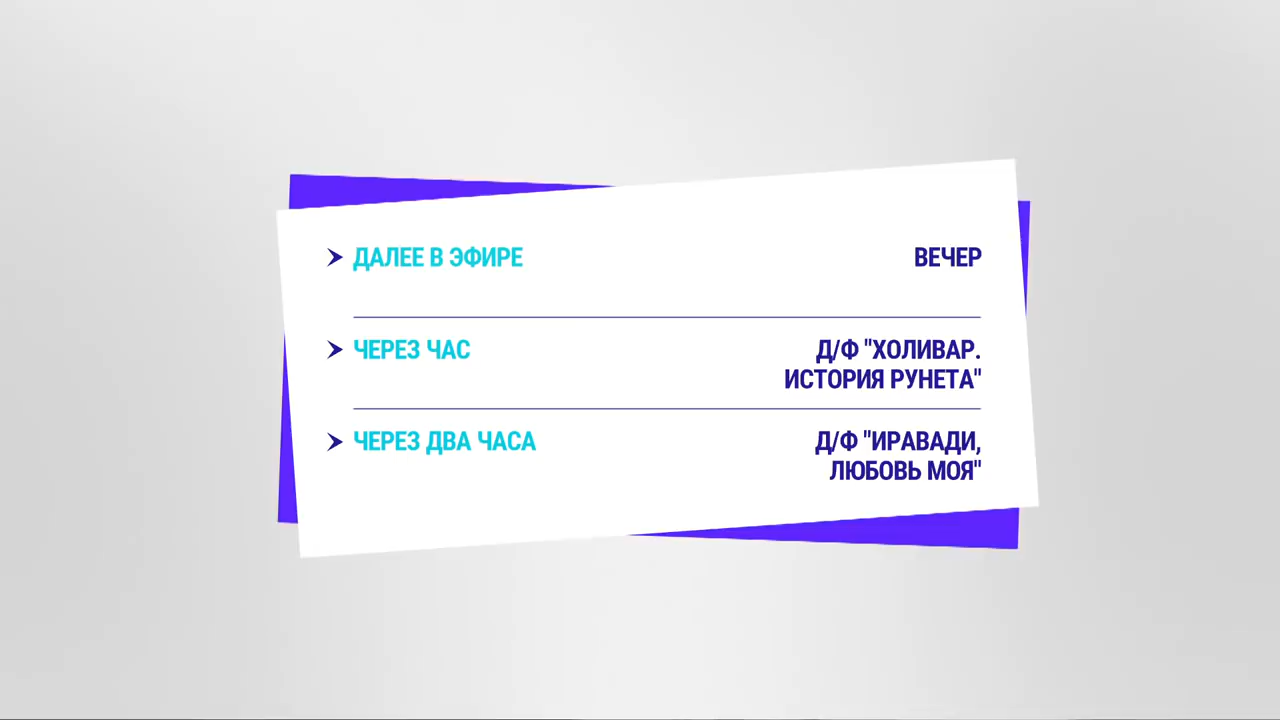 ДАЛЕЕ В ЭФИРЕ
ВЕЧЕР
ЧЕРЕЗ ЧАС
Д/Ф "ХОЛИВАР.
ИСТОРИЯ РУНЕТА"
ЧЕРЕЗ ДВА ЧАСА
Д/Ф "ИРАВАДИ,
ЛЮБОВЬ МОЯ"